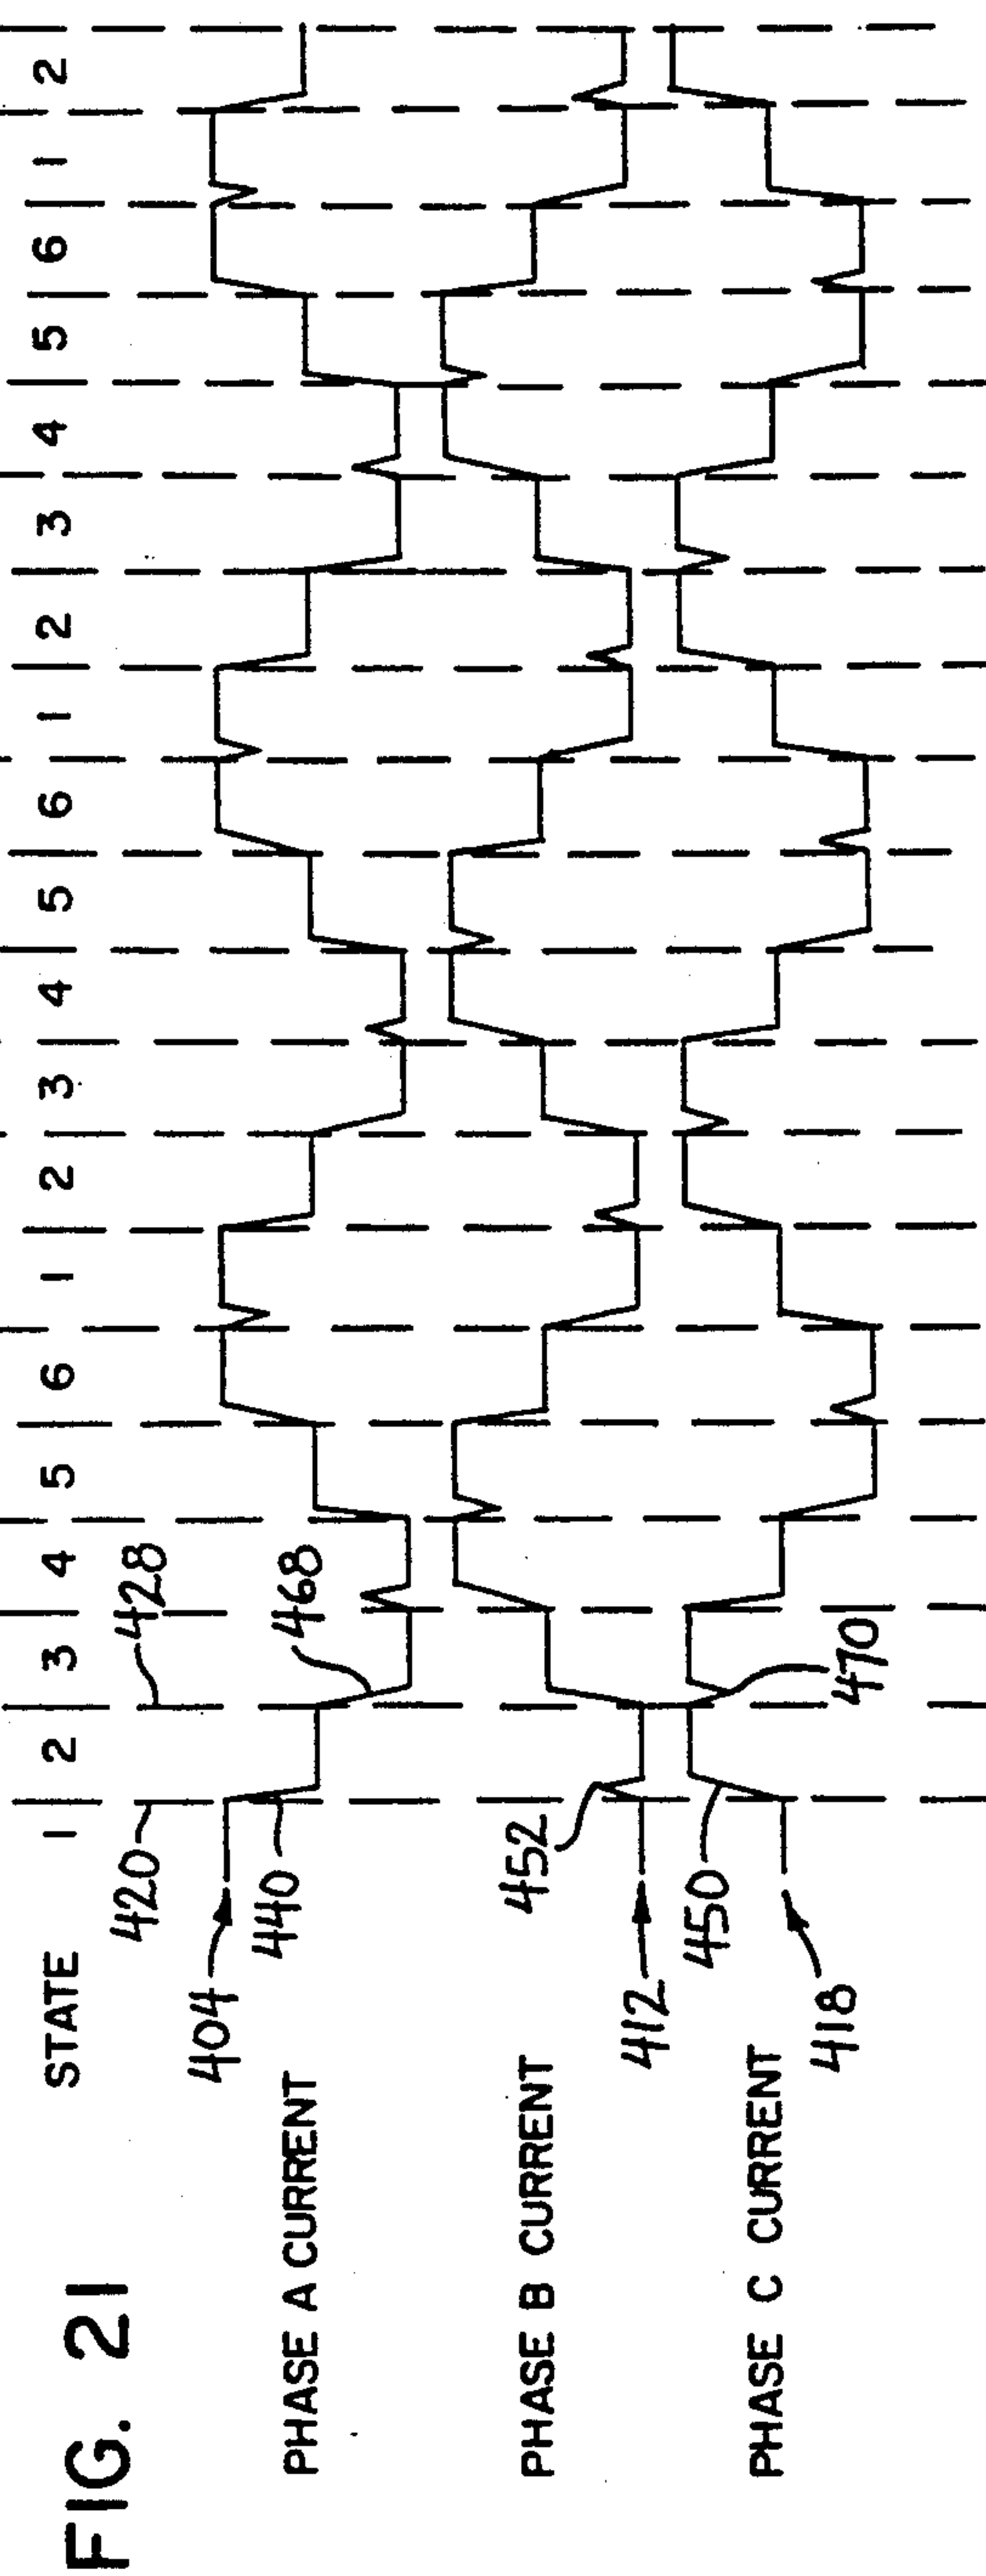 FIG. 21
STATE 1 2 3 4 5 6 1 2 3 4 5 6 1 2 3 4 5 6 1 2
420
428
404
440
468
PHASE A CURRENT
452
412
PHASE B CURRENT
450
470
418
PHASE C CURRENT